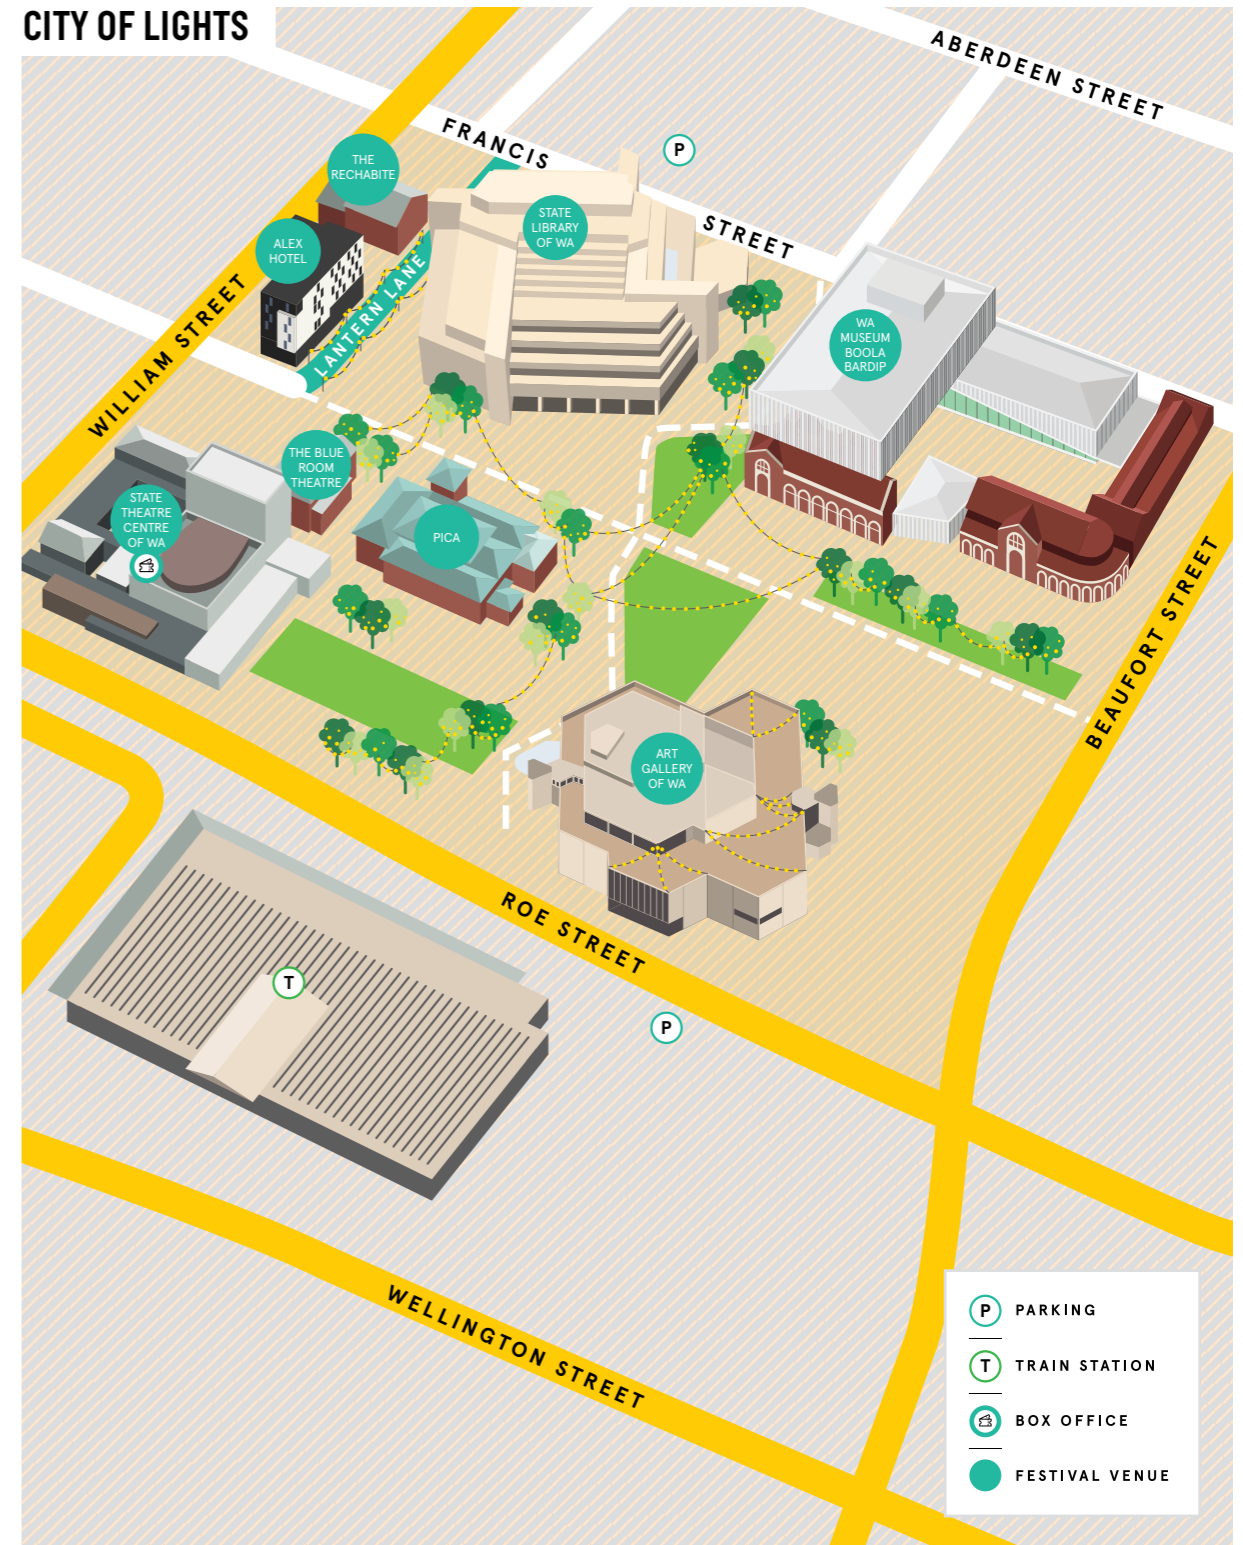 CITY OF LIGHTS
ABERDEEN STREET
FRANCIS
STREET
P
THE
RECHABITE
STATE
LIBRARY
OF WA
ALEX
HOTEL
LANTERN LANE
WILLIAM STREET
WA
MUSEUM
BOOLA
BARDIP
THE BLUE
ROOM
THEATRE
STATE
THEATRE
CENTRE
OF WA
PICA
BEAUFORT STREET
ART
GALLERY
OF WA
ROE STREET
T
P
WELLINGTON STREET
P PARKING
T TRAIN STATION
BOX OFFICE
FESTIVAL VENUE